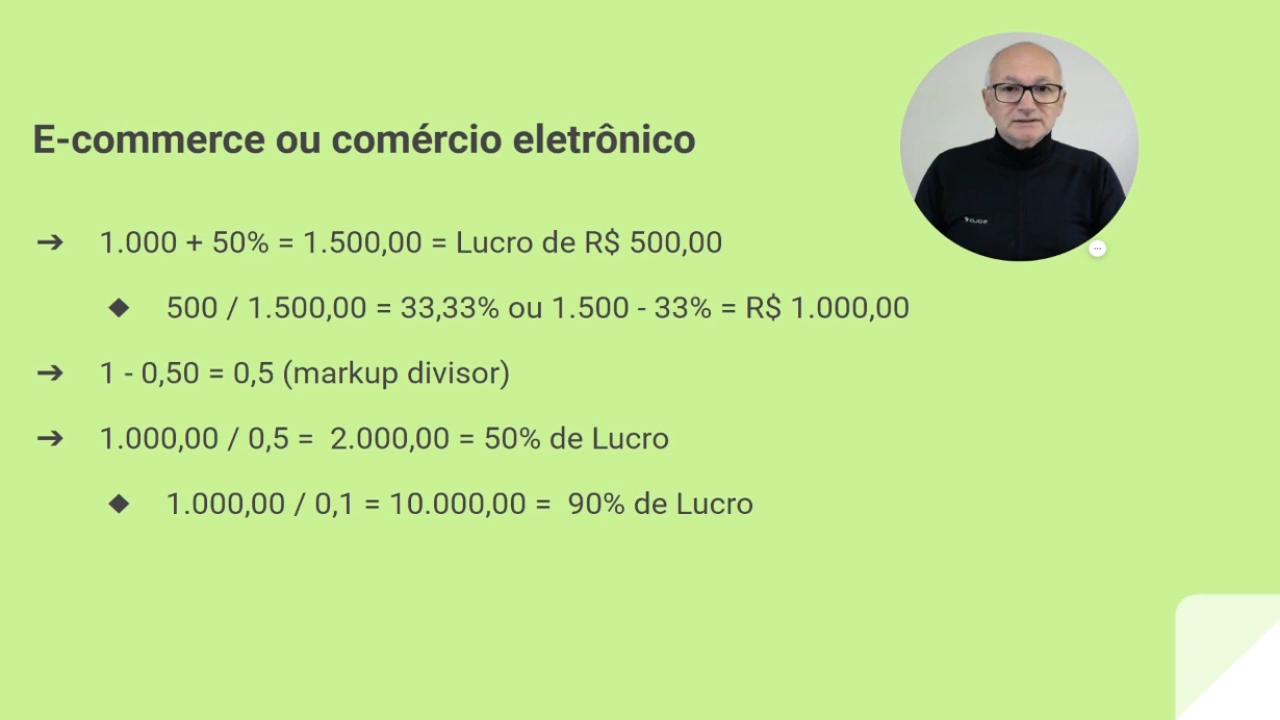 E-commerce ou comércio eletrônico
➔ 1.000 + 50% = 1.500,00 = Lucro de R$ 500,00
◆ 500 / 1.500,00 = 33,33% ou 1.500 - 33% = R$ 1.000,00
➔ 1 - 0,50 = 0,5 (markup divisor)
➔ 1.000,00 / 0,5 = 2.000,00 = 50% de Lucro
◆ 1.000,00 / 0,1 = 10.000,00 = 90% de Lucro